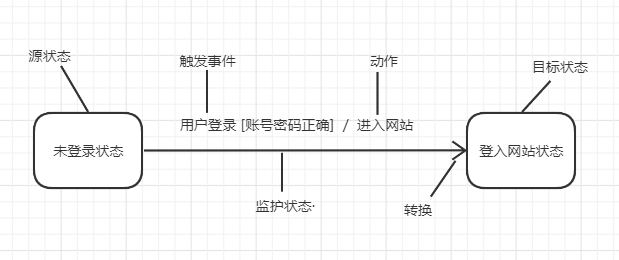 源状态
触发事件
动作
目标状态
用户登录 [账号密码正确] / 进入网站
未登录状态
登入网站状态
监护状态·
转换